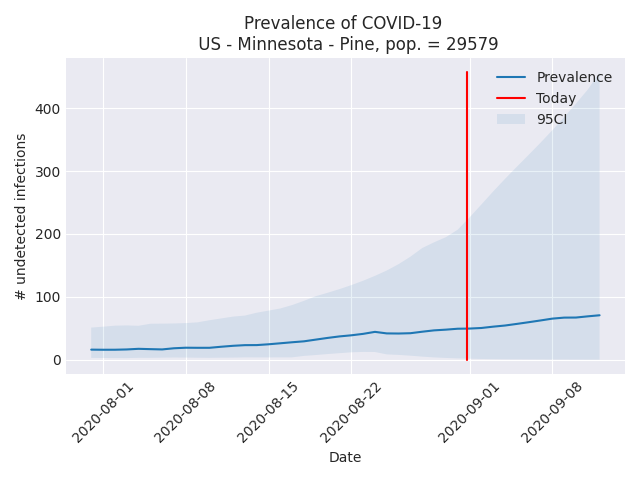 Prevalence of COVID-19
US - Minnesota - Pine, pop. = 29579
Prevalence
Today
95CI
# undetected infections
400
300
200
100
0
2020-08-01
2020-08-08
2020-08-15
2020-08-22
2020-09-01
2020-09-08
Date